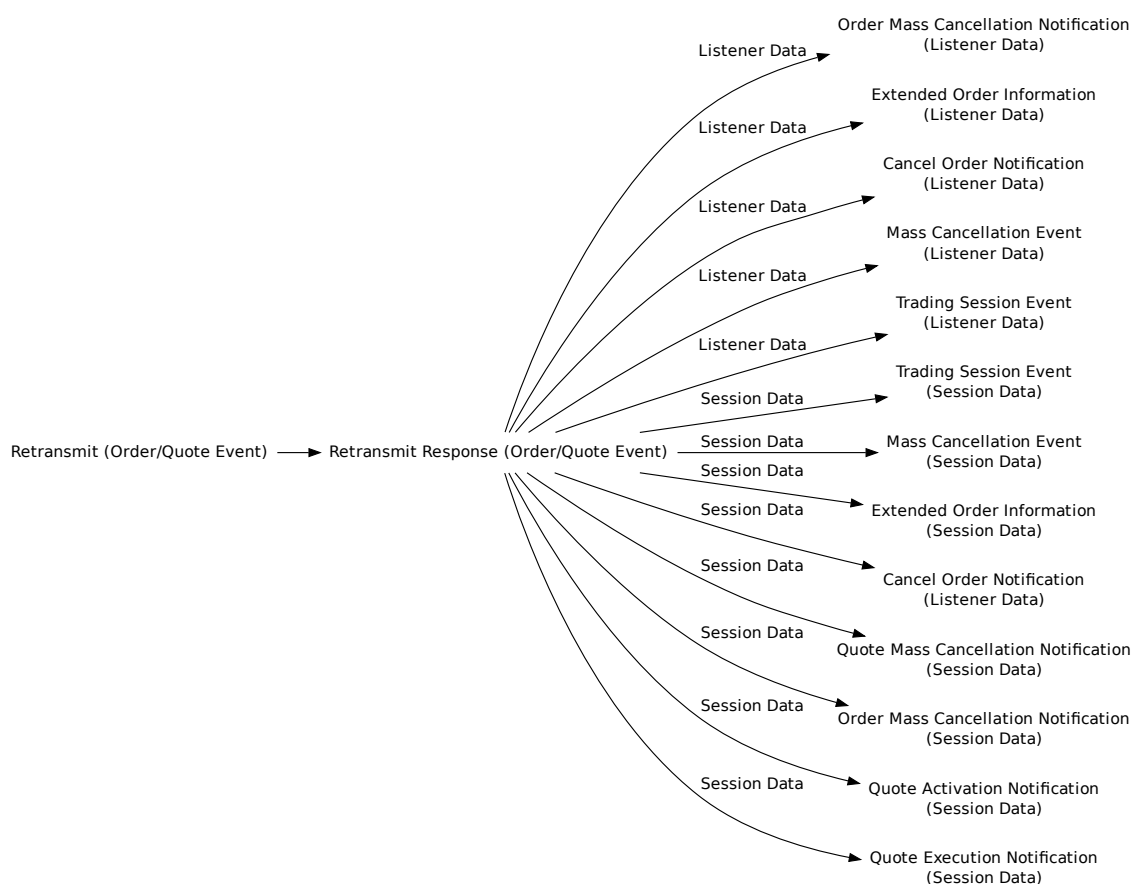 Order Mass Cancellation Notification
(Listener Data)
Listener Data
Extended Order Information
(Listener Data)
Listener Data
Cancel Order Notification
(Listener Data)
Listener Data
Mass Cancellation Event
(Listener Data)
Listener Data
Trading Session Event
(Listener Data)
Listener Data
Trading Session Event
(Session Data)
Session Data
Retransmit (Order/Quote Event)
Retransmit Response (Order/Quote Event)
Session Data
Mass Cancellation Event
(Session Data)
Session Data
Extended Order Information
(Session Data)
Session Data
Cancel Order Notification
(Listener Data)
Session Data
Quote Mass Cancellation Notification
(Session Data)
Session Data
Order Mass Cancellation Notification
(Session Data)
Session Data
Quote Activation Notification
(Session Data)
Session Data
Quote Execution Notification
(Session Data)